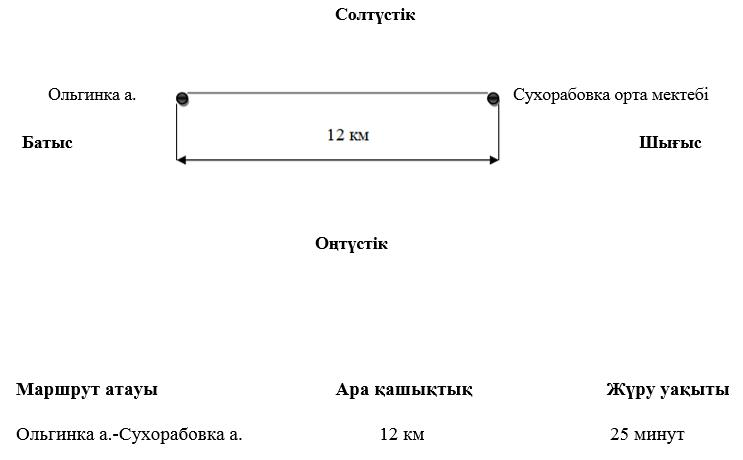 Солтүстік
Ольгинка а. Сухорабовка орта мектебі
12 км
Батыс Шығыс
Оңтүстік
Маршрут атауы Ара қашықтық Жүру уақыты
Ольгинка а.-Сухорабовка а. 12 км 25 минут